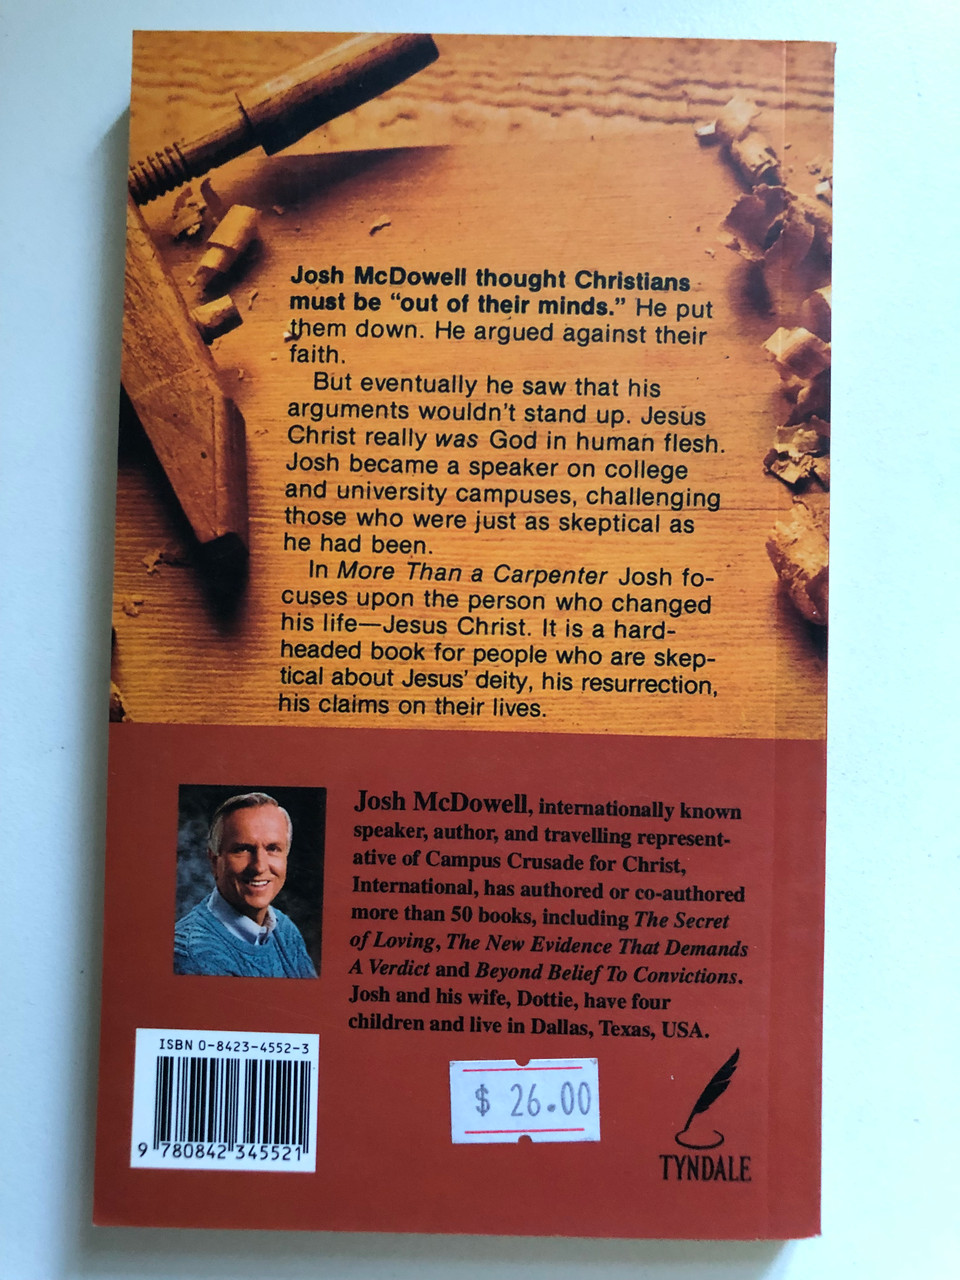 Josh McDowell thought Christians
must be “out of their minds.” He put
them down. He argued against their
faith.
But eventually he saw that his
arguments wouldn't stand up. Jesus
Christ really was God in human flesh.
Josh became a speaker on college
and university campuses, challenging
those who were just as skeptical as
he had been.
In More Than a Carpenter Josh fo-
cuses upon the person who changed
his life—Jesus Christ. It is a hard-
headed book for people who are skep-
tical about Jesus' deity, his resurrection,
his claims on their lives.
Josh McDowell, internationally known
speaker, author, and travelling represent-
ative of Campus Crusade for Christ,
International, has authored or co-authored
more than 50 books, including The Secret
of Loving, The New Evidence That Demands
A Verdict and Beyond Belief To Convictions.
Josh and his wife, Dottie, have four
children and live in Dallas, Texas, USA.
ISBN 0-8423-4552-3
9 780842 345521
$ 26.00
TYNDALE